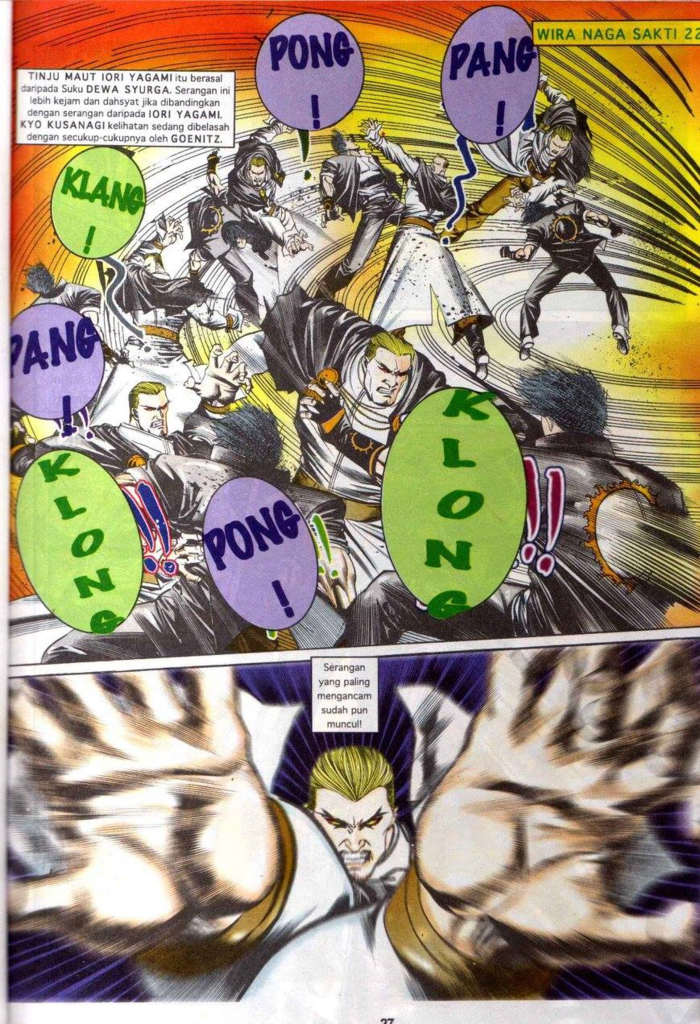 WIRA NAGA SAKTI 22
TINJU MAUT IORI YAGAMI itu berasal
daripada Suku DEWA SYURGA. Serangan ini
lebih kejam dan dahsyat jika dibandingkan
dengan serangan daripada IORI YAGAMI.
KYO KUSANAGI kelihatan sedang dibelasah
dengan secukup-cukupnya oleh GOENITZ.
PONG
!
PANG
!
KLANG
!
PANG
!
KLONG
PONG
!
KLONG
!!
!
!!
Serangan
yang paling
mengancam
sudah pun
muncul!
27